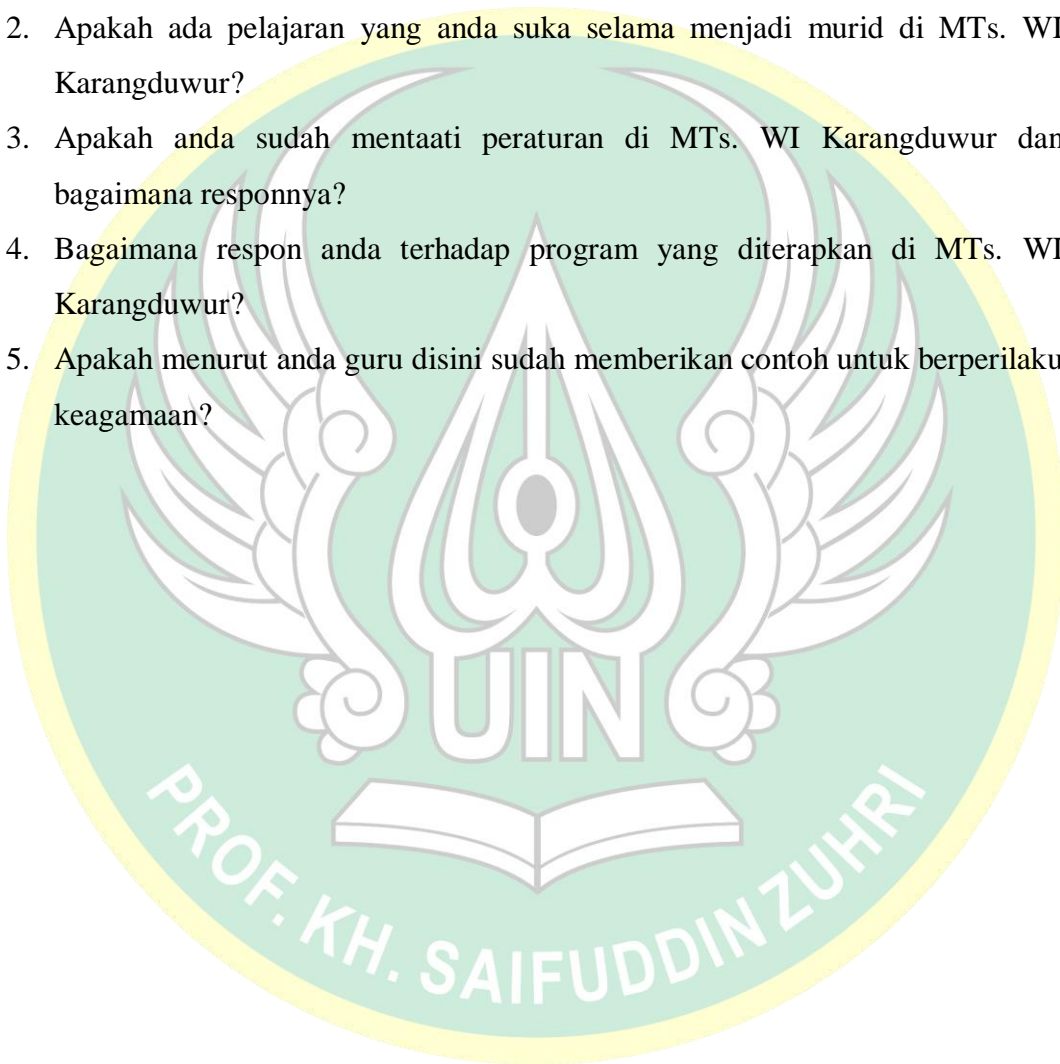 2. Apakah ada pelajaran yang anda suka selama menjadi murid di MTs. WI
Karangduwur?
3. Apakah anda sudah mentaati peraturan di MTs. WI Karangduwur dan
bagaimana responnya?
4. Bagaimana respon anda terhadap program yang diterapkan di MTs. WI
Karangduwur?
5. Apakah menurut anda guru disini sudah memberikan contoh untuk berperilaku
keagamaan?
UIN
PROF. KH. SAIFUDDIN ZUHRI